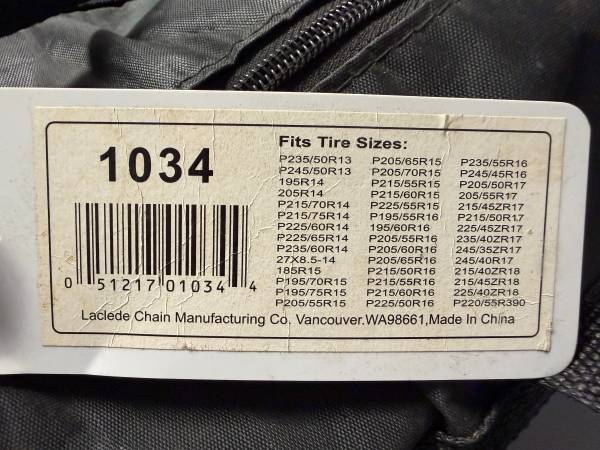 1034
0 51217 01034 4
Fits Tire Sizes:
P235/50R13 P205/65R15 P235/55R16
P245/50R13 P205/70R15 P245/45R16
195R14 P215/55R15 P205/50R17
205R14 P215/60R15 205/55R17
P215/70R14 P225/55R15 215/45ZR17
P215/75R14 P195/55R16 P215/50R17
P225/60R14 195/60R16 225/45ZR17
P225/65R14 P205/55R16 235/40ZR17
P235/60R14 P205/60R16 245/35ZR17
27X8.5-14 P205/65R16 245/40R17
185R15 P215/50R16 215/40ZR18
P195/70R15 P215/55R16 215/45ZR18
P195/75R15 P215/60R16 225/40ZR18
P205/55R15 P225/50R16 P220/55R390
Laclede Chain Manufacturing Co. Vancouver.WA98661,Made In China